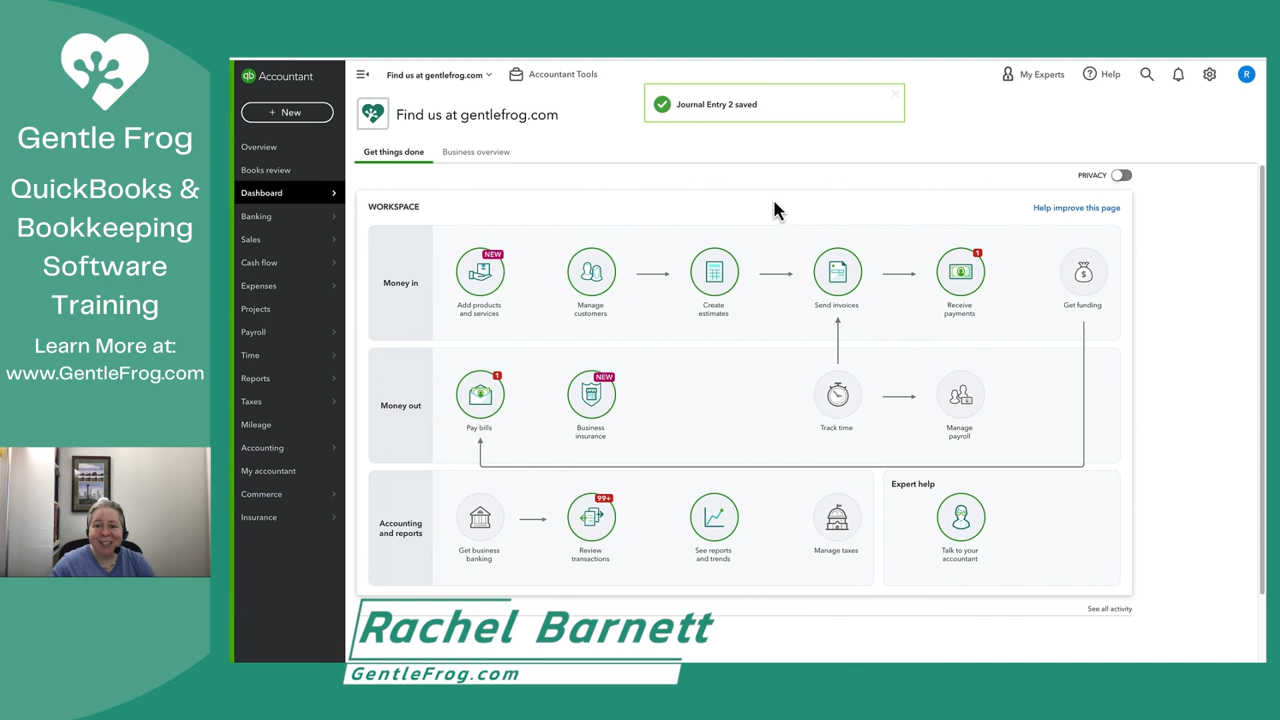 Gentle Frog
QuickBooks &
Bookkeeping
Software
Training
Learn More at:
www.GentleFrog.com
qb Accountant
+ New
Overview
Books review
Dashboard
Banking
Sales
Cash flow
Expenses
Projects
Payroll
Time
Reports
Taxes
Mileage
Accounting
My accountant
Commerce
Insurance
Find us at gentlefrog.com
Accountant Tools
My Experts
Help
R
Journal Entry 2 saved
Find us at gentlefrog.com
Get things done
Business overview
PRIVACY
WORKSPACE
Help improve this page
Money in
NEW
Add products
and services
Manage
customers
Create
estimates
Send invoices
1
Receive
payments
Get funding
Money out
1
Pay bills
NEW
Business
insurance
Track time
Manage
payroll
Accounting
and reports
Get business
banking
99+
Review
transactions
See reports
and trends
Manage taxes
Expert help
Talk to your
accountant
See all activity
Rachel Barnett
GentleFrog.com